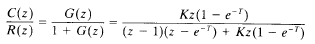 C(z)/R(z) = G(z)/(1 + G(z)) = Kz(1 − e^−T)/((z − 1)(z − e^−T) + Kz(1 − e^−T))